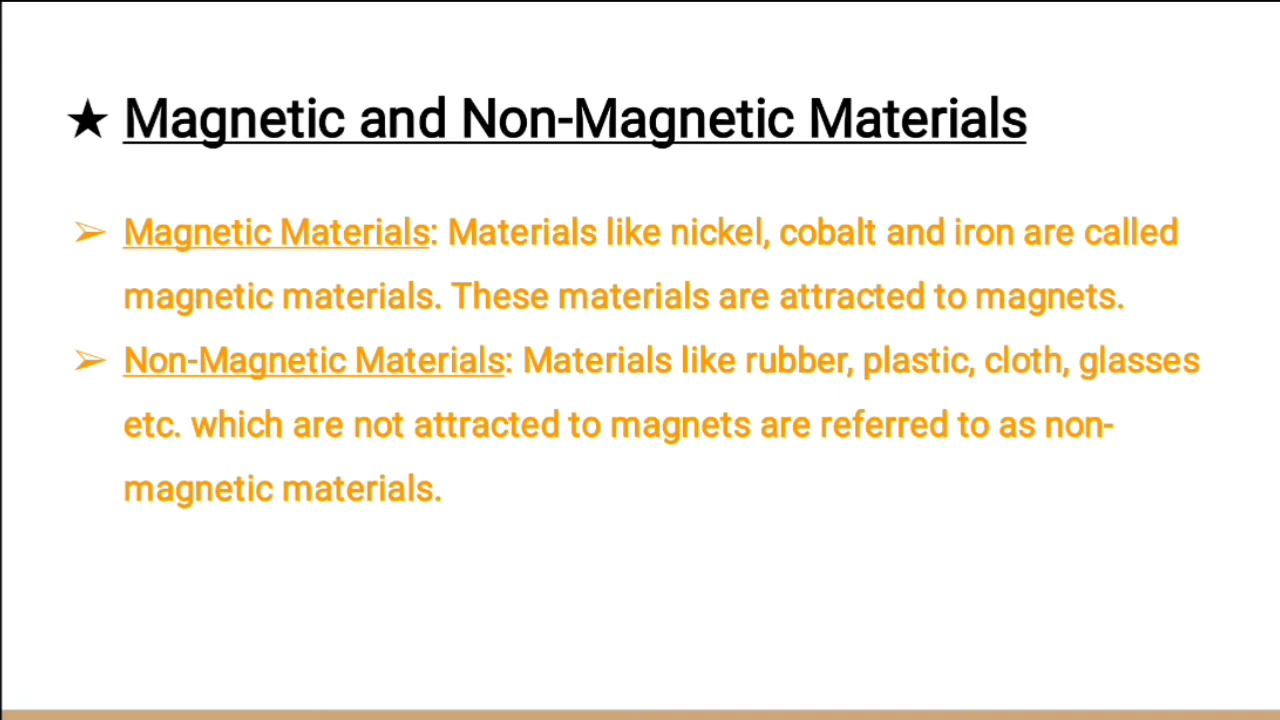 ★ Magnetic and Non-Magnetic Materials
➢ Magnetic Materials: Materials like nickel, cobalt and iron are called
magnetic materials. These materials are attracted to magnets.
➢ Non-Magnetic Materials: Materials like rubber, plastic, cloth, glasses
etc. which are not attracted to magnets are referred to as non-
magnetic materials.